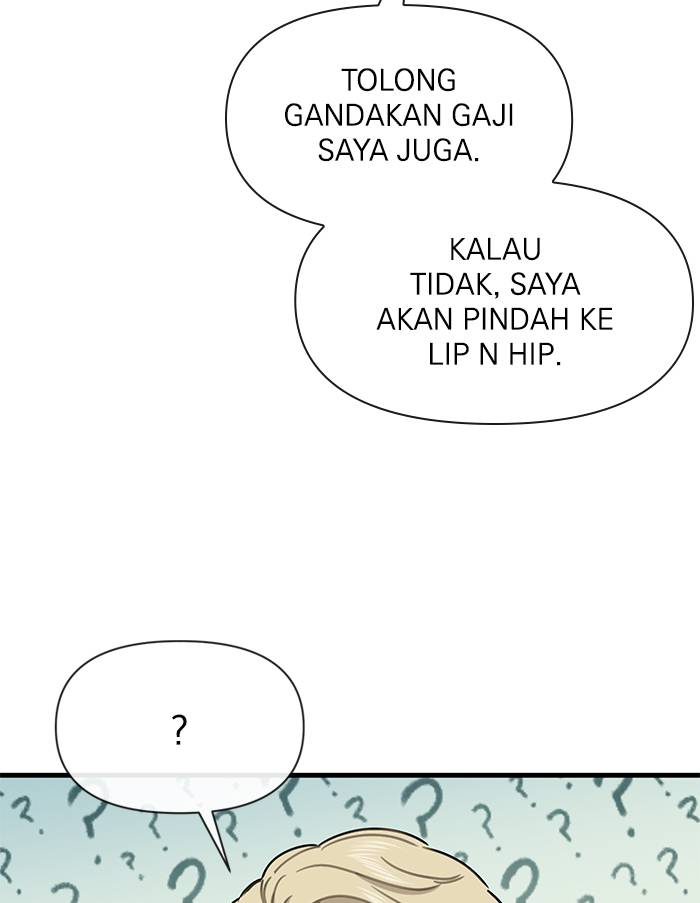 TOLONG
GANDAKAN GAJI
SAYA JUGA.
KALAU
TIDAK, SAYA
AKAN PINDAH KE
LIP N HIP.
?